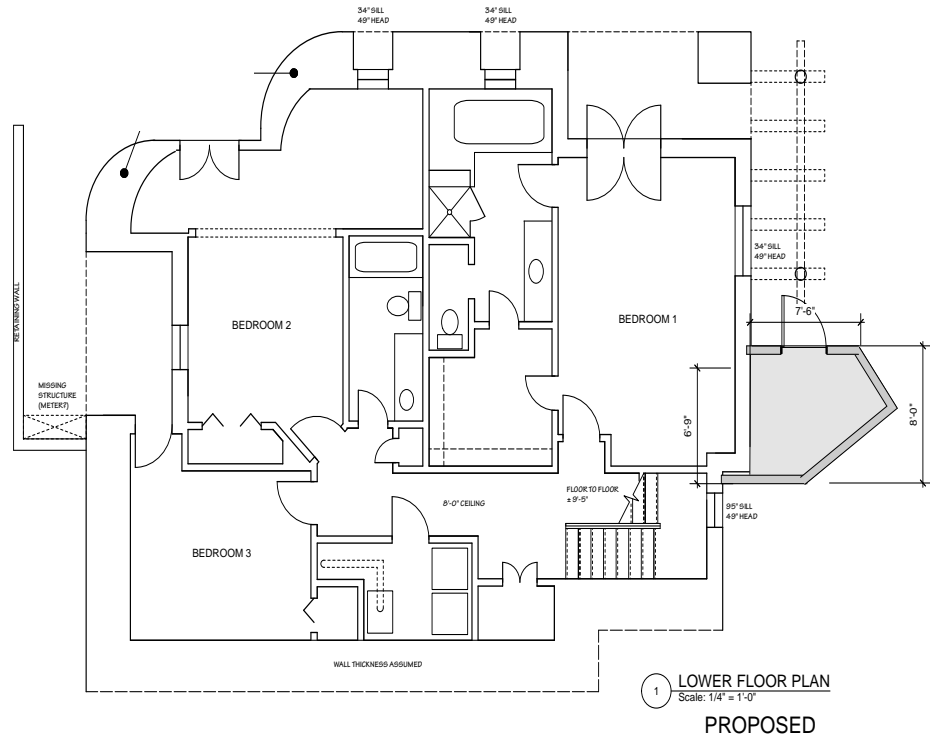 34" SILL
49" HEAD
34" SILL
49" HEAD
RETAINING WALL
34" SILL
49" HEAD
7'-6"
BEDROOM 2
BEDROOM 1
MISSING
STRUCTURE
(METER?)
6'-9"
8'-0"
FLOOR TO FLOOR
± 9'-5"
8'-0" CEILING
95" SILL
49" HEAD
BEDROOM 3
WALL THICKNESS ASSUMED
1
LOWER FLOOR PLAN
Scale: 1/4" = 1'-0"
PROPOSED